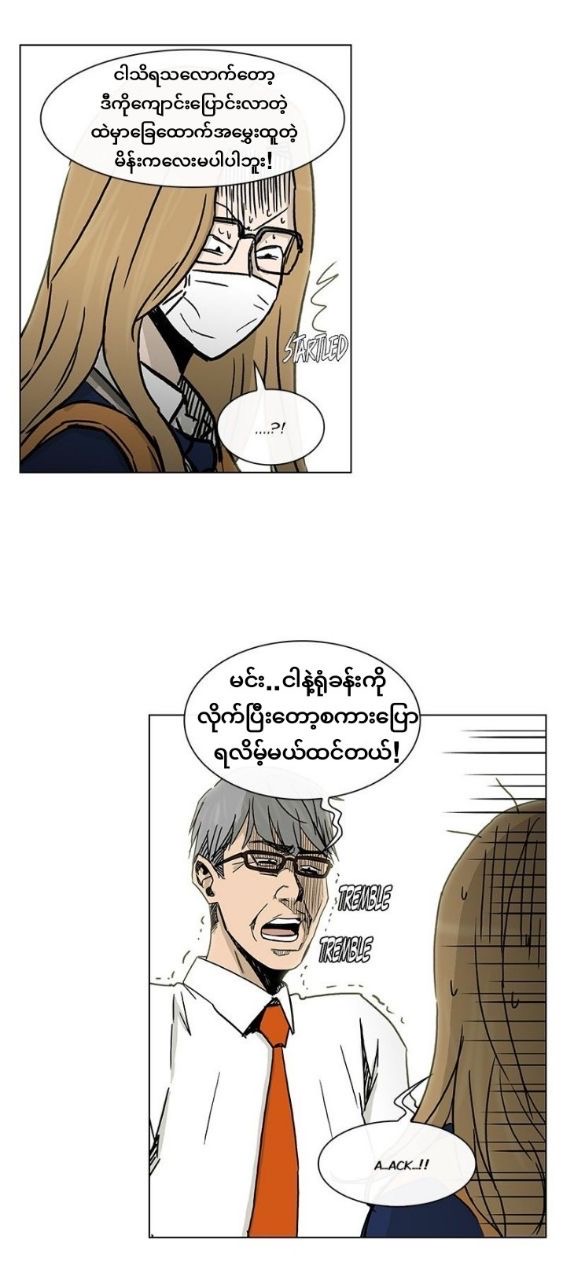 ငါသိရသလောက်တော့
ဒီကိုကျောင်းပြောင်းလာတဲ့
ထဲမှာခြေထောက်အမွှေးထူတဲ့
မိန်းကလေးမပါပါဘူး!
STARTLED
.....?!
မင်း..ငါနဲ့ရုံခန်းကို
လိုက်ပြီးတော့စကားပြော
ရလိမ့်မယ်ထင်တယ်!
TREMBLE
TREMBLE
A..ACK...!!